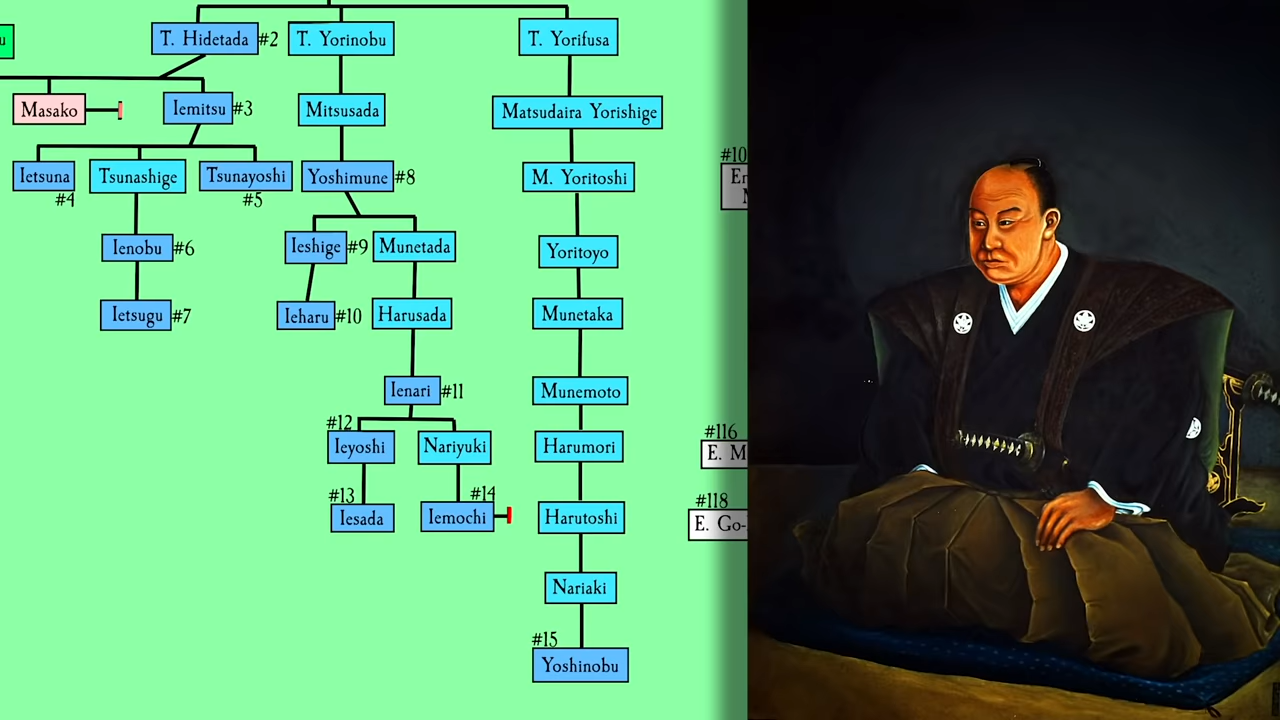 T. Hidetada #2
T. Yorinobu
T. Yorifusa
Masako
Iemitsu #3
Mitsusada
Matsudaira Yorishige
Ietsuna
#4
Tsunashige
Tsunayoshi
#5
Yoshimune #8
M. Yoritoshi
#10
Ienobu #6
Ieshige #9
Munetada
Yoritoyo
Ietsugu #7
Ieharu #10
Harusada
Munetaka
Ienari #11
Munemoto
#12
Ieyoshi
Nariyuki
Harumori
#116
E. M
#13
Iesada
#14
Iemochi
Harutoshi
#118
E. Go-
Nariaki
#15
Yoshinobu